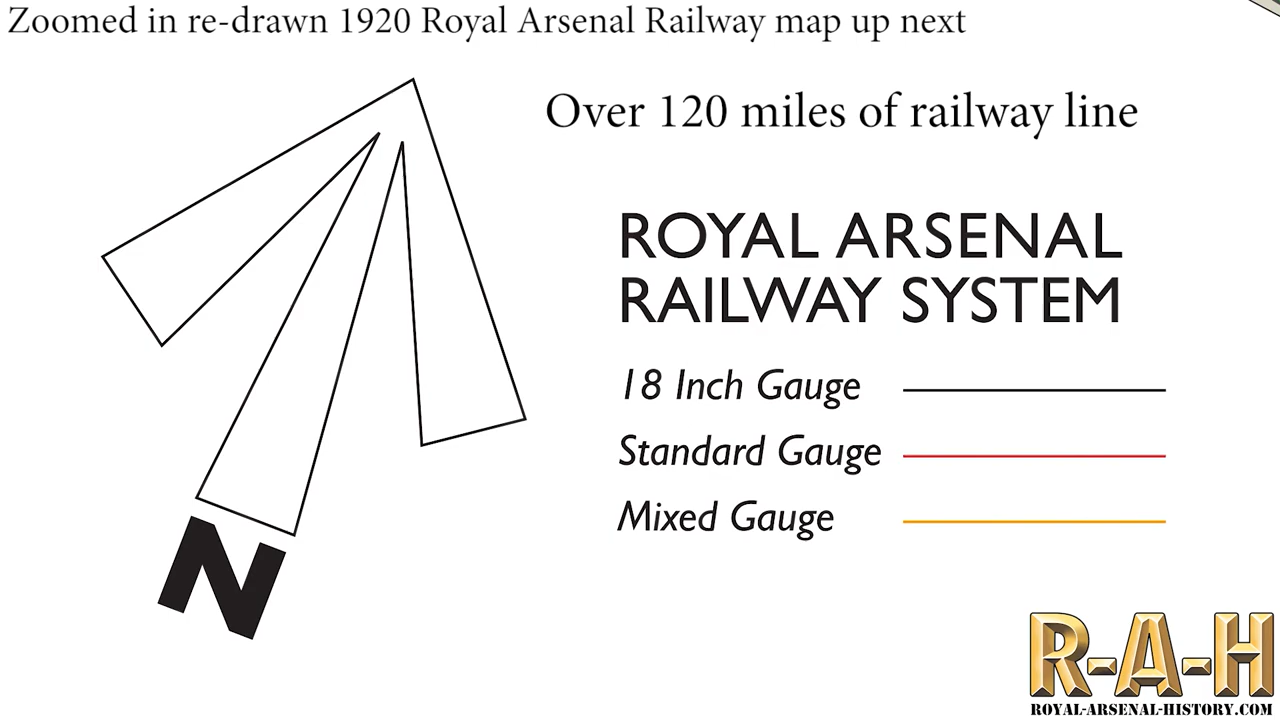 Zoomed in re-drawn 1920 Royal Arsenal Railway map up next
Over 120 miles of railway line
ROYAL ARSENAL
RAILWAY SYSTEM
18 Inch Gauge
Standard Gauge
Mixed Gauge
N
R-A-H
ROYAL-ARSENAL-HISTORY.COM